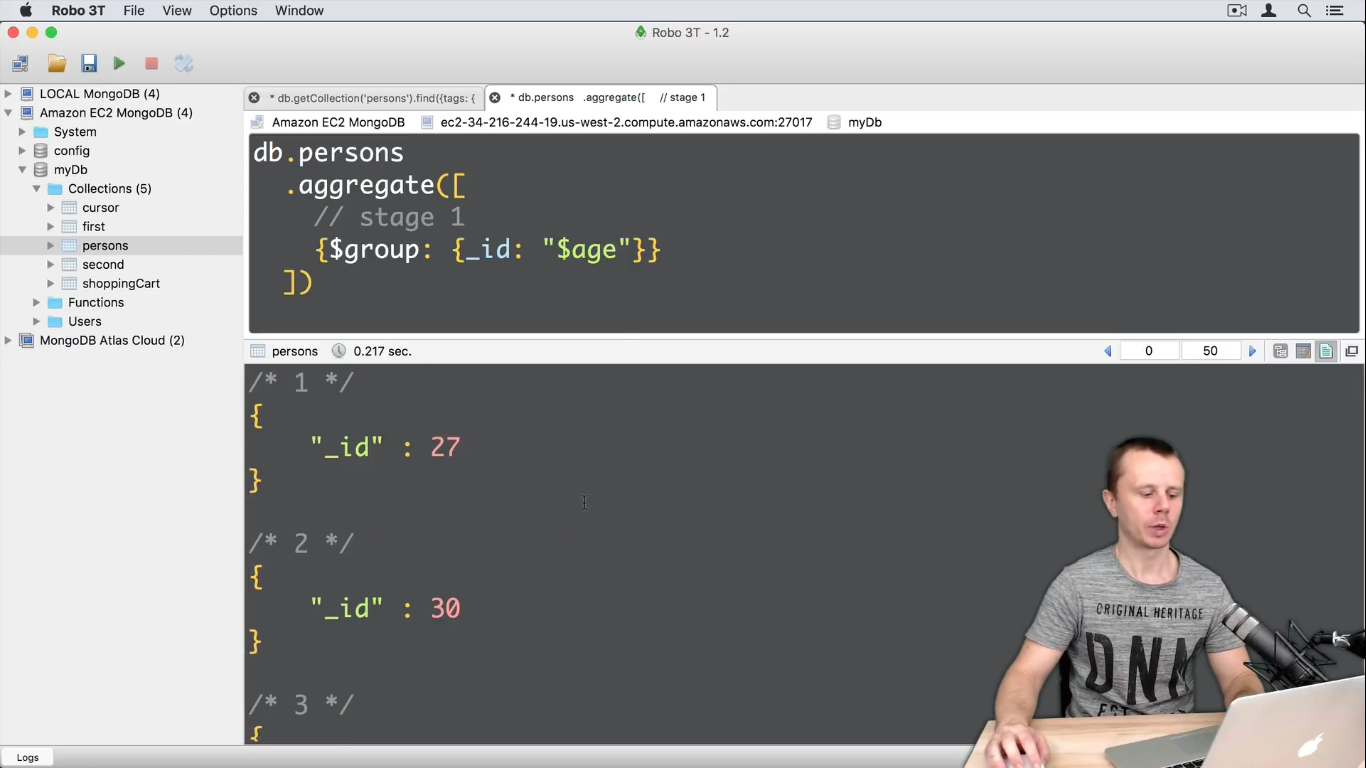 Robo 3T File View Options Window
Robo 3T - 1.2
LOCAL MongoDB (4)
Amazon EC2 MongoDB (4)
System
config
myDb
Collections (5)
cursor
first
persons
second
shoppingCart
Functions
Users
MongoDB Atlas Cloud (2)
* db.getCollection('persons').find({tags: {
* db.persons .aggregate([ // stage 1
Amazon EC2 MongoDB ec2-34-216-244-19.us-west-2.compute.amazonaws.com:27017 myDb
db.persons
.aggregate([
// stage 1
{$group: {_id: "$age"}}
])
persons 0.217 sec. 0 50
/* 1 */
{
"_id" : 27
}
/* 2 */
{
"_id" : 30
}
/* 3 */
{
ORIGINAL HERITAGE
DNM
EST
Logs